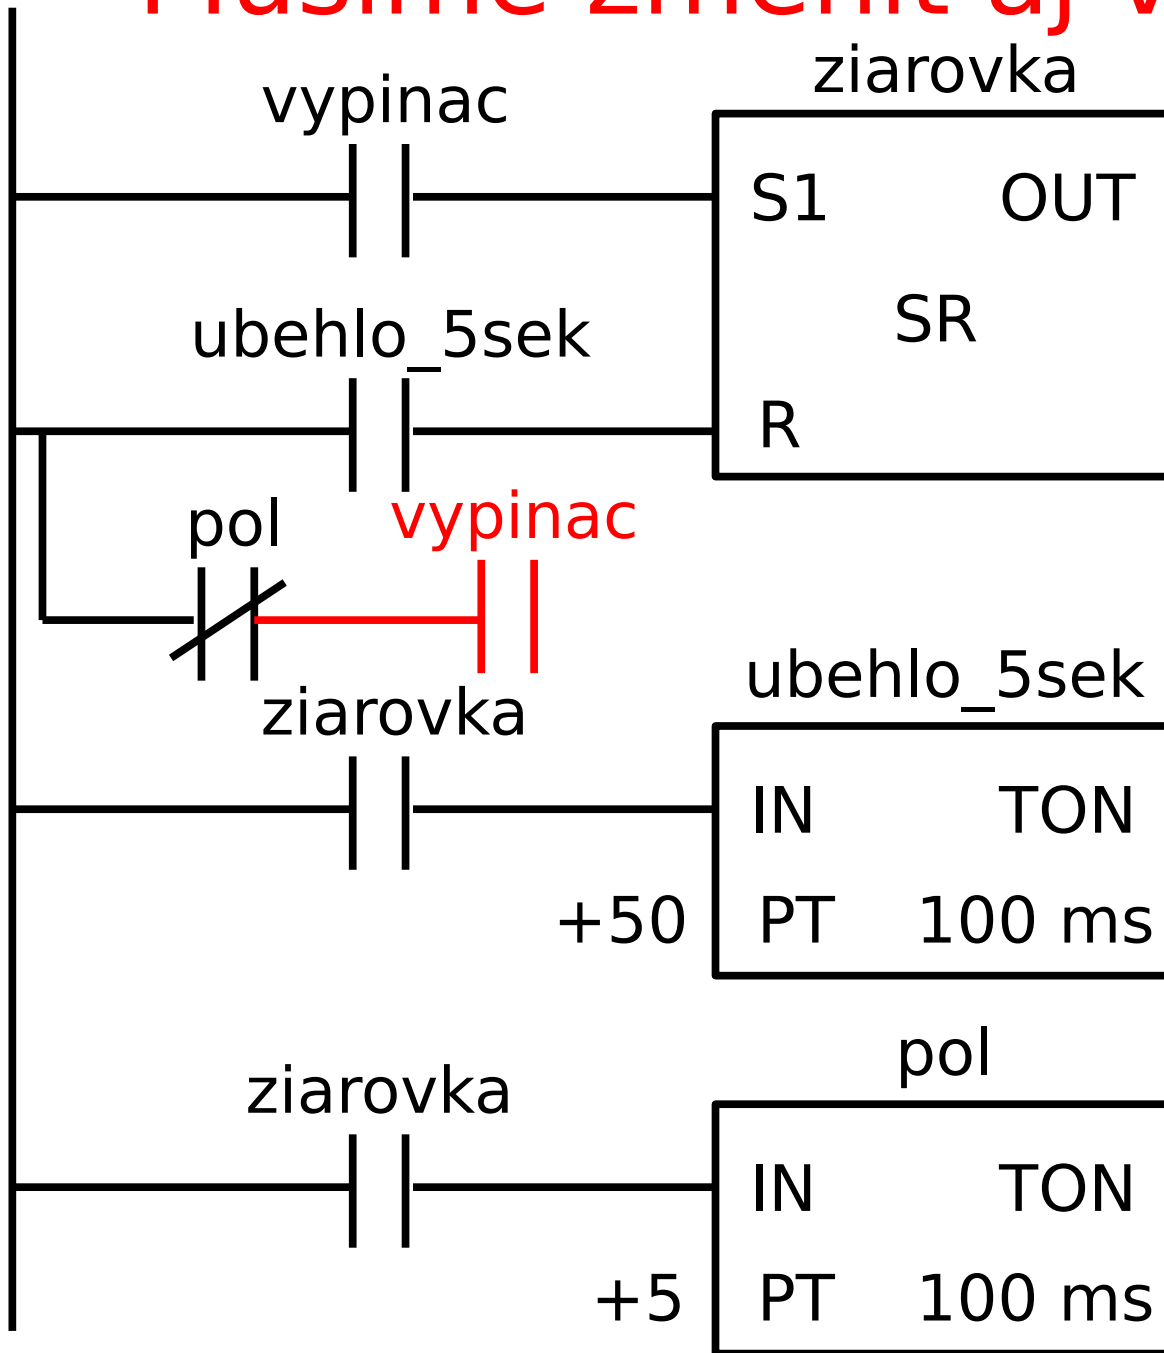 vypinac
ziarovka
S1 OUT
SR
ubehlo_5sek
R
pol
vypinac
ziarovka
ubehlo_5sek
IN TON
+50 PT 100 ms
ziarovka
pol
IN TON
+5 PT 100 ms